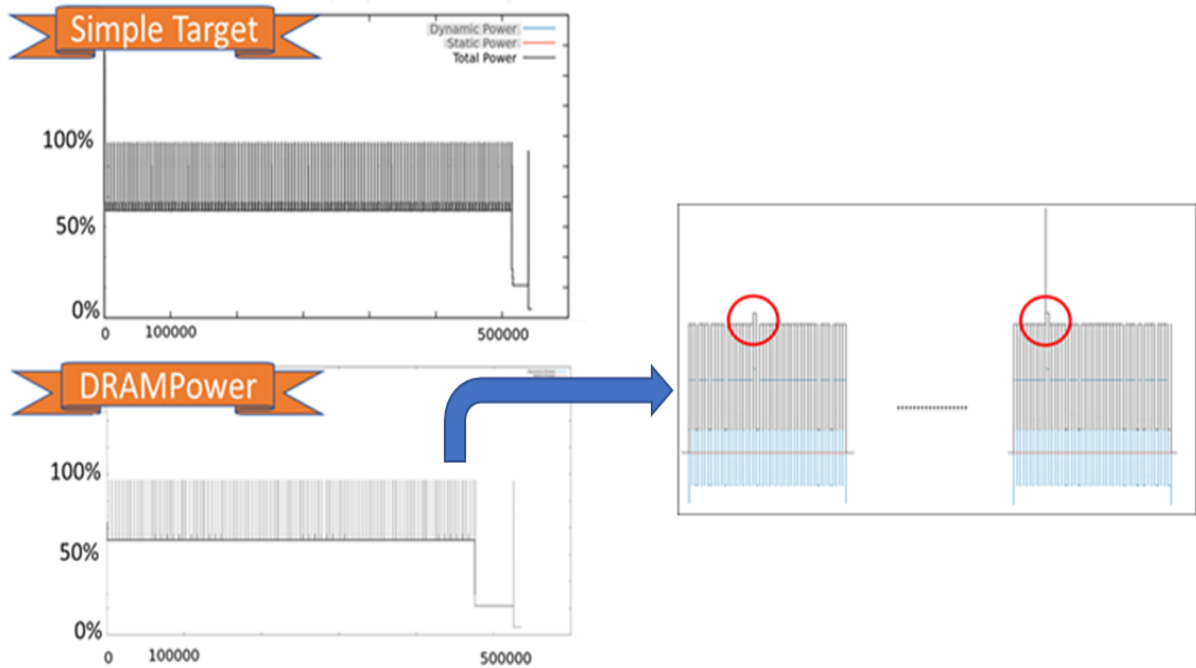 Simple Target
Dynamic Power
Static Power
Total Power
100%
50%
0%
0
100000
500000
DRAMPower
100%
50%
0%
0
100000
500000